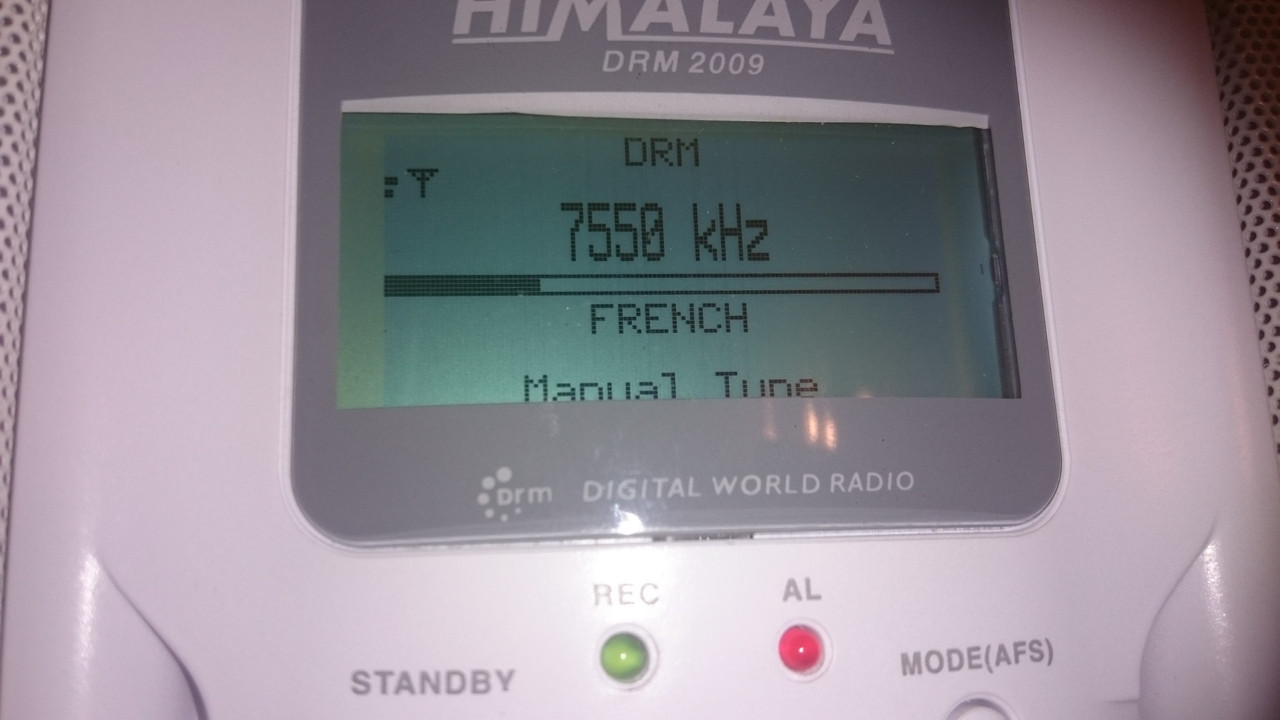 HIMALAYA
DRM 2009
DRM
7550 kHz
FRENCH
Manual Tune
Drm DIGITAL WORLD RADIO
REC AL
STANDBY MODE(AFS)